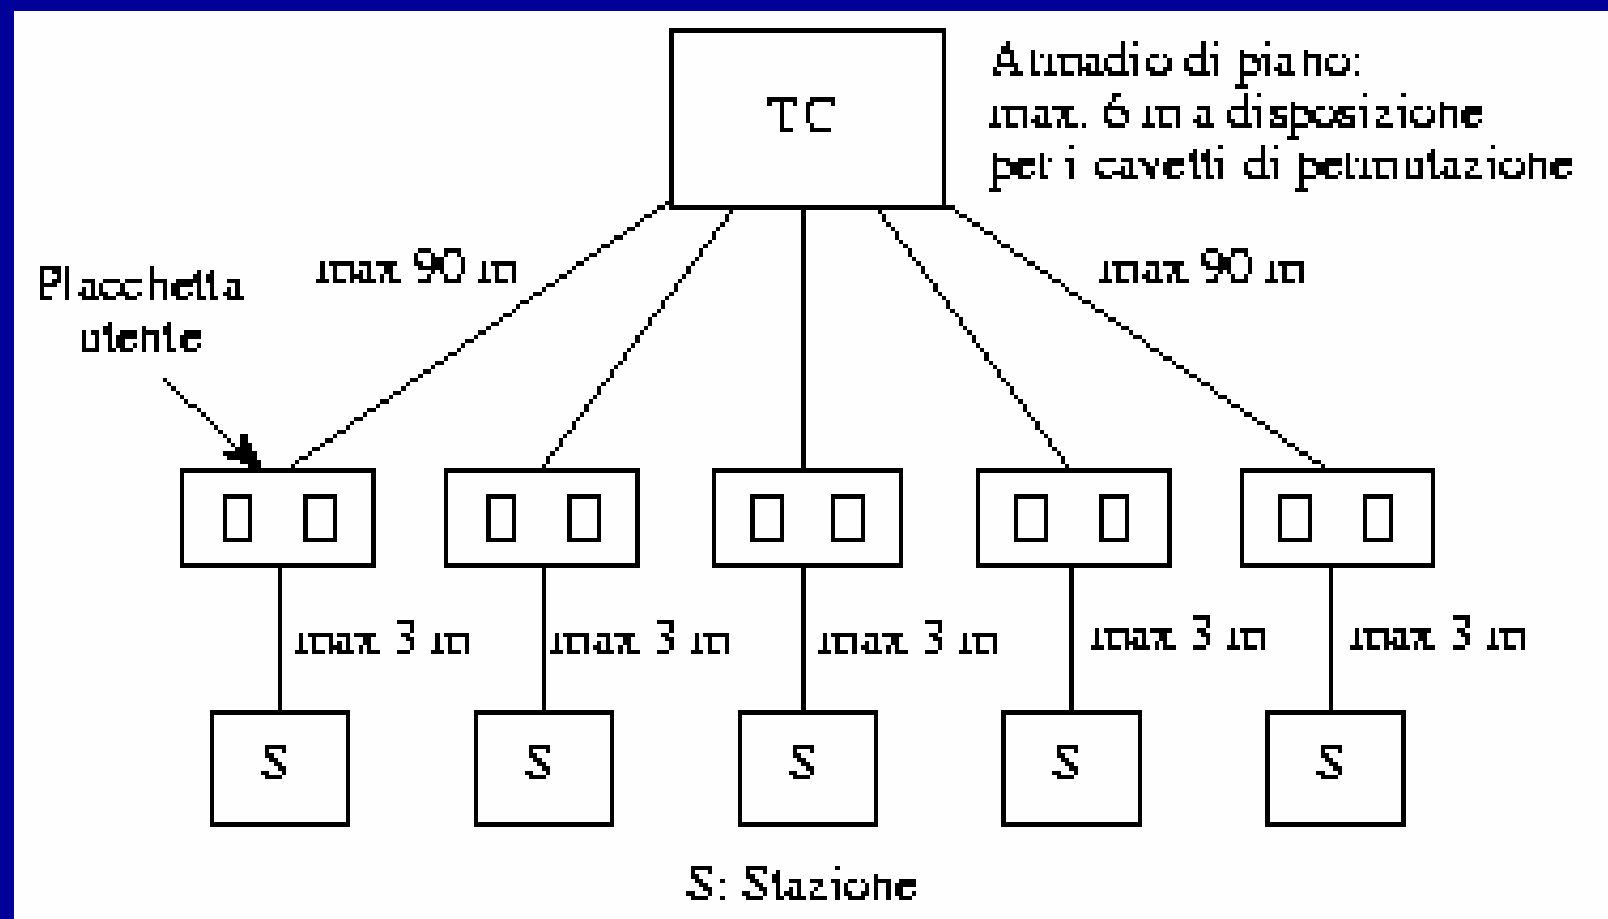 TC
Armadio di piano:
max. 6 m a disposizione
per i cavetti di permutazione
max 90 m
max 90 m
Placchetta
utente
max 3 m
max 3 m
max 3 m
max 3 m
max 3 m
S
S
S
S
S
S: Stazione